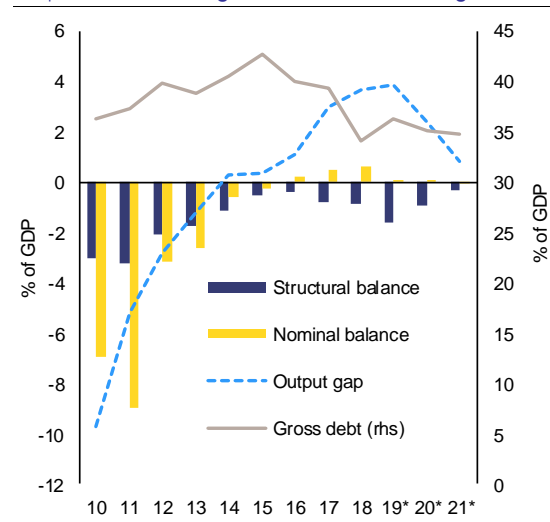 6
4
2
0
-2
-4
-6
-8
-10
-12
% of GDP
45
40
35
30
25
20
15
10
5
0
% of GDP
Structural balance
Nominal balance
Output gap
Gross debt (rhs)
10 11 12 13 14 15 16 17 18 19* 20* 21*